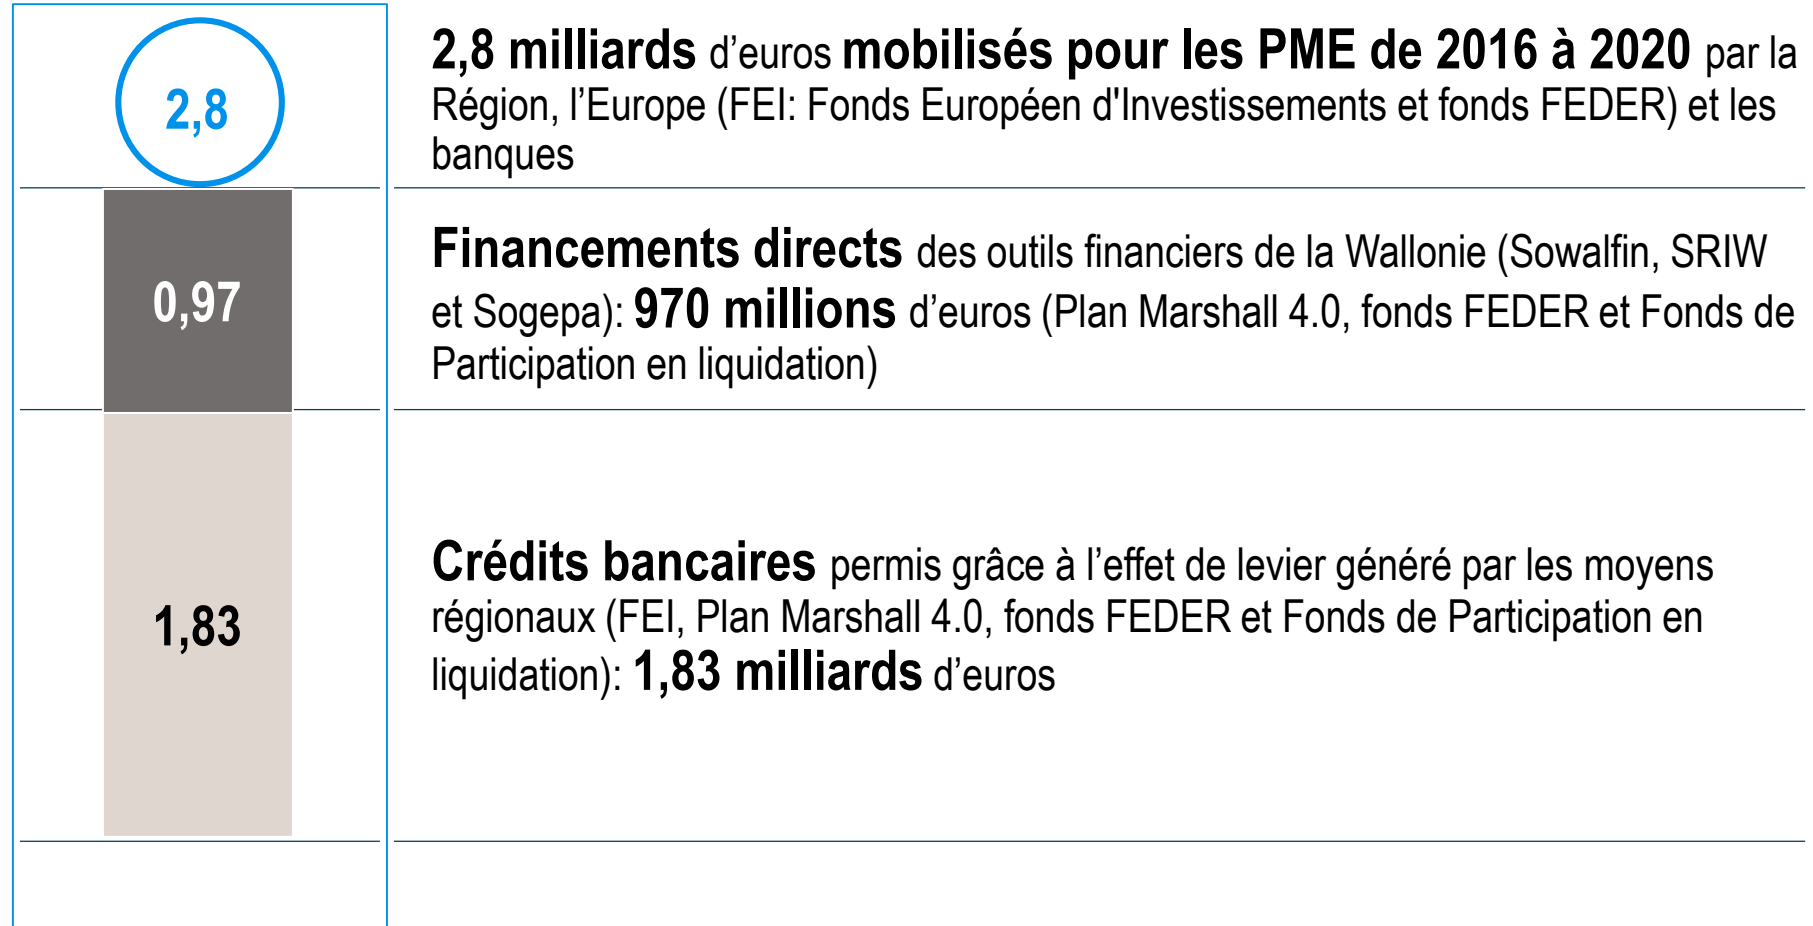 2,8
2,8 milliards d’euros mobilisés pour les PME de 2016 à 2020 par la
Région, l’Europe (FEI: Fonds Européen d'Investissements et fonds FEDER) et les
banques
0,97
Financements directs des outils financiers de la Wallonie (Sowalfin, SRIW
et Sogepa): 970 millions d’euros (Plan Marshall 4.0, fonds FEDER et Fonds de
Participation en liquidation)
1,83
Crédits bancaires permis grâce à l’effet de levier généré par les moyens
régionaux (FEI, Plan Marshall 4.0, fonds FEDER et Fonds de Participation en
liquidation): 1,83 milliards d’euros